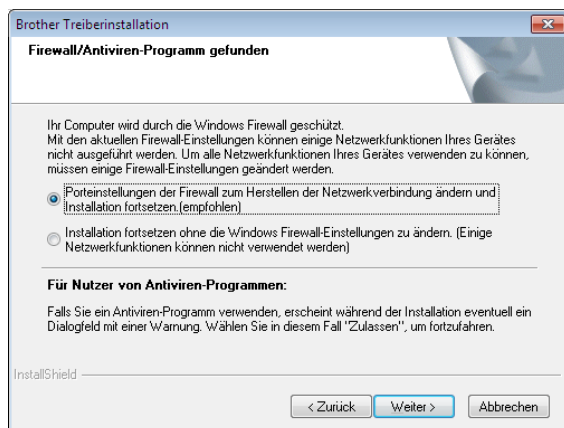 Brother Treiberinstallation
Firewall/Antiviren-Programm gefunden
Ihr Computer wird durch die Windows Firewall geschützt.
Mit den aktuellen Firewall-Einstellungen können einige Netzwerkfunktionen Ihres Gerätes
nicht ausgeführt werden. Um alle Netzwerkfunktionen Ihres Gerätes verwenden zu können,
müssen einige Firewall-Einstellungen geändert werden.
Porteinstellungen der Firewall zum Herstellen der Netzwerkverbindung ändern und
Installation fortsetzen.(empfohlen)
Installation fortsetzen ohne die Windows Firewall-Einstellungen zu ändern. (Einige
Netzwerkfunktionen können nicht verwendet werden)
Für Nutzer von Antiviren-Programmen:
Falls Sie ein Antiviren-Programm verwenden, erscheint während der Installation eventuell ein
Dialogfeld mit einer Warnung. Wählen Sie in diesem Fall "Zulassen", um fortzufahren.
InstallShield
< Zurück Weiter > Abbrechen